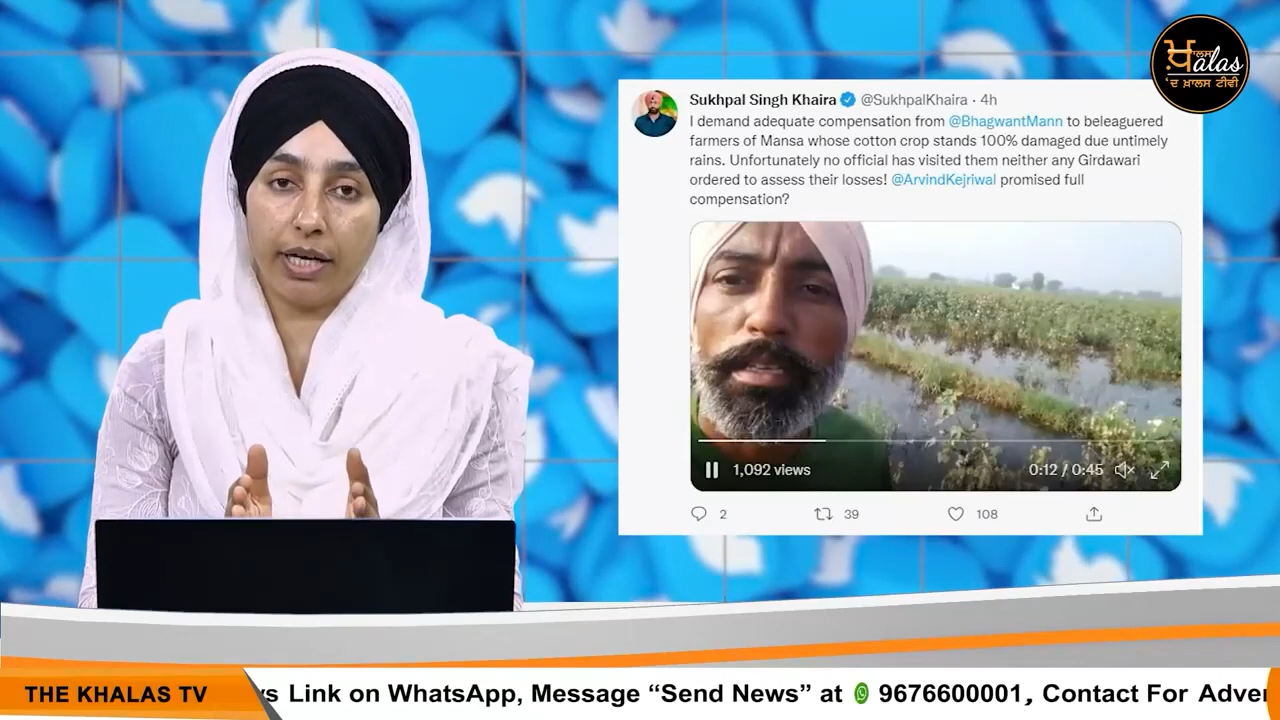 ਖ਼ਾਲਸ
alas
'ਦ ਖ਼ਾਲਸ ਟੀਵੀ
Sukhpal Singh Khaira @SukhpalKhaira · 4h
I demand adequate compensation from @BhagwantMann to beleaguered
farmers of Mansa whose cotton crop stands 100% damaged due untimely
rains. Unfortunately no official has visited them neither any Girdawari
ordered to assess their losses! @ArvindKejriwal promised full
compensation?
1,092 views
0:12 / 0:45
2 39 108
THE KHALAS TV
s Link on WhatsApp, Message “Send News” at 9676600001, Contact For Adver